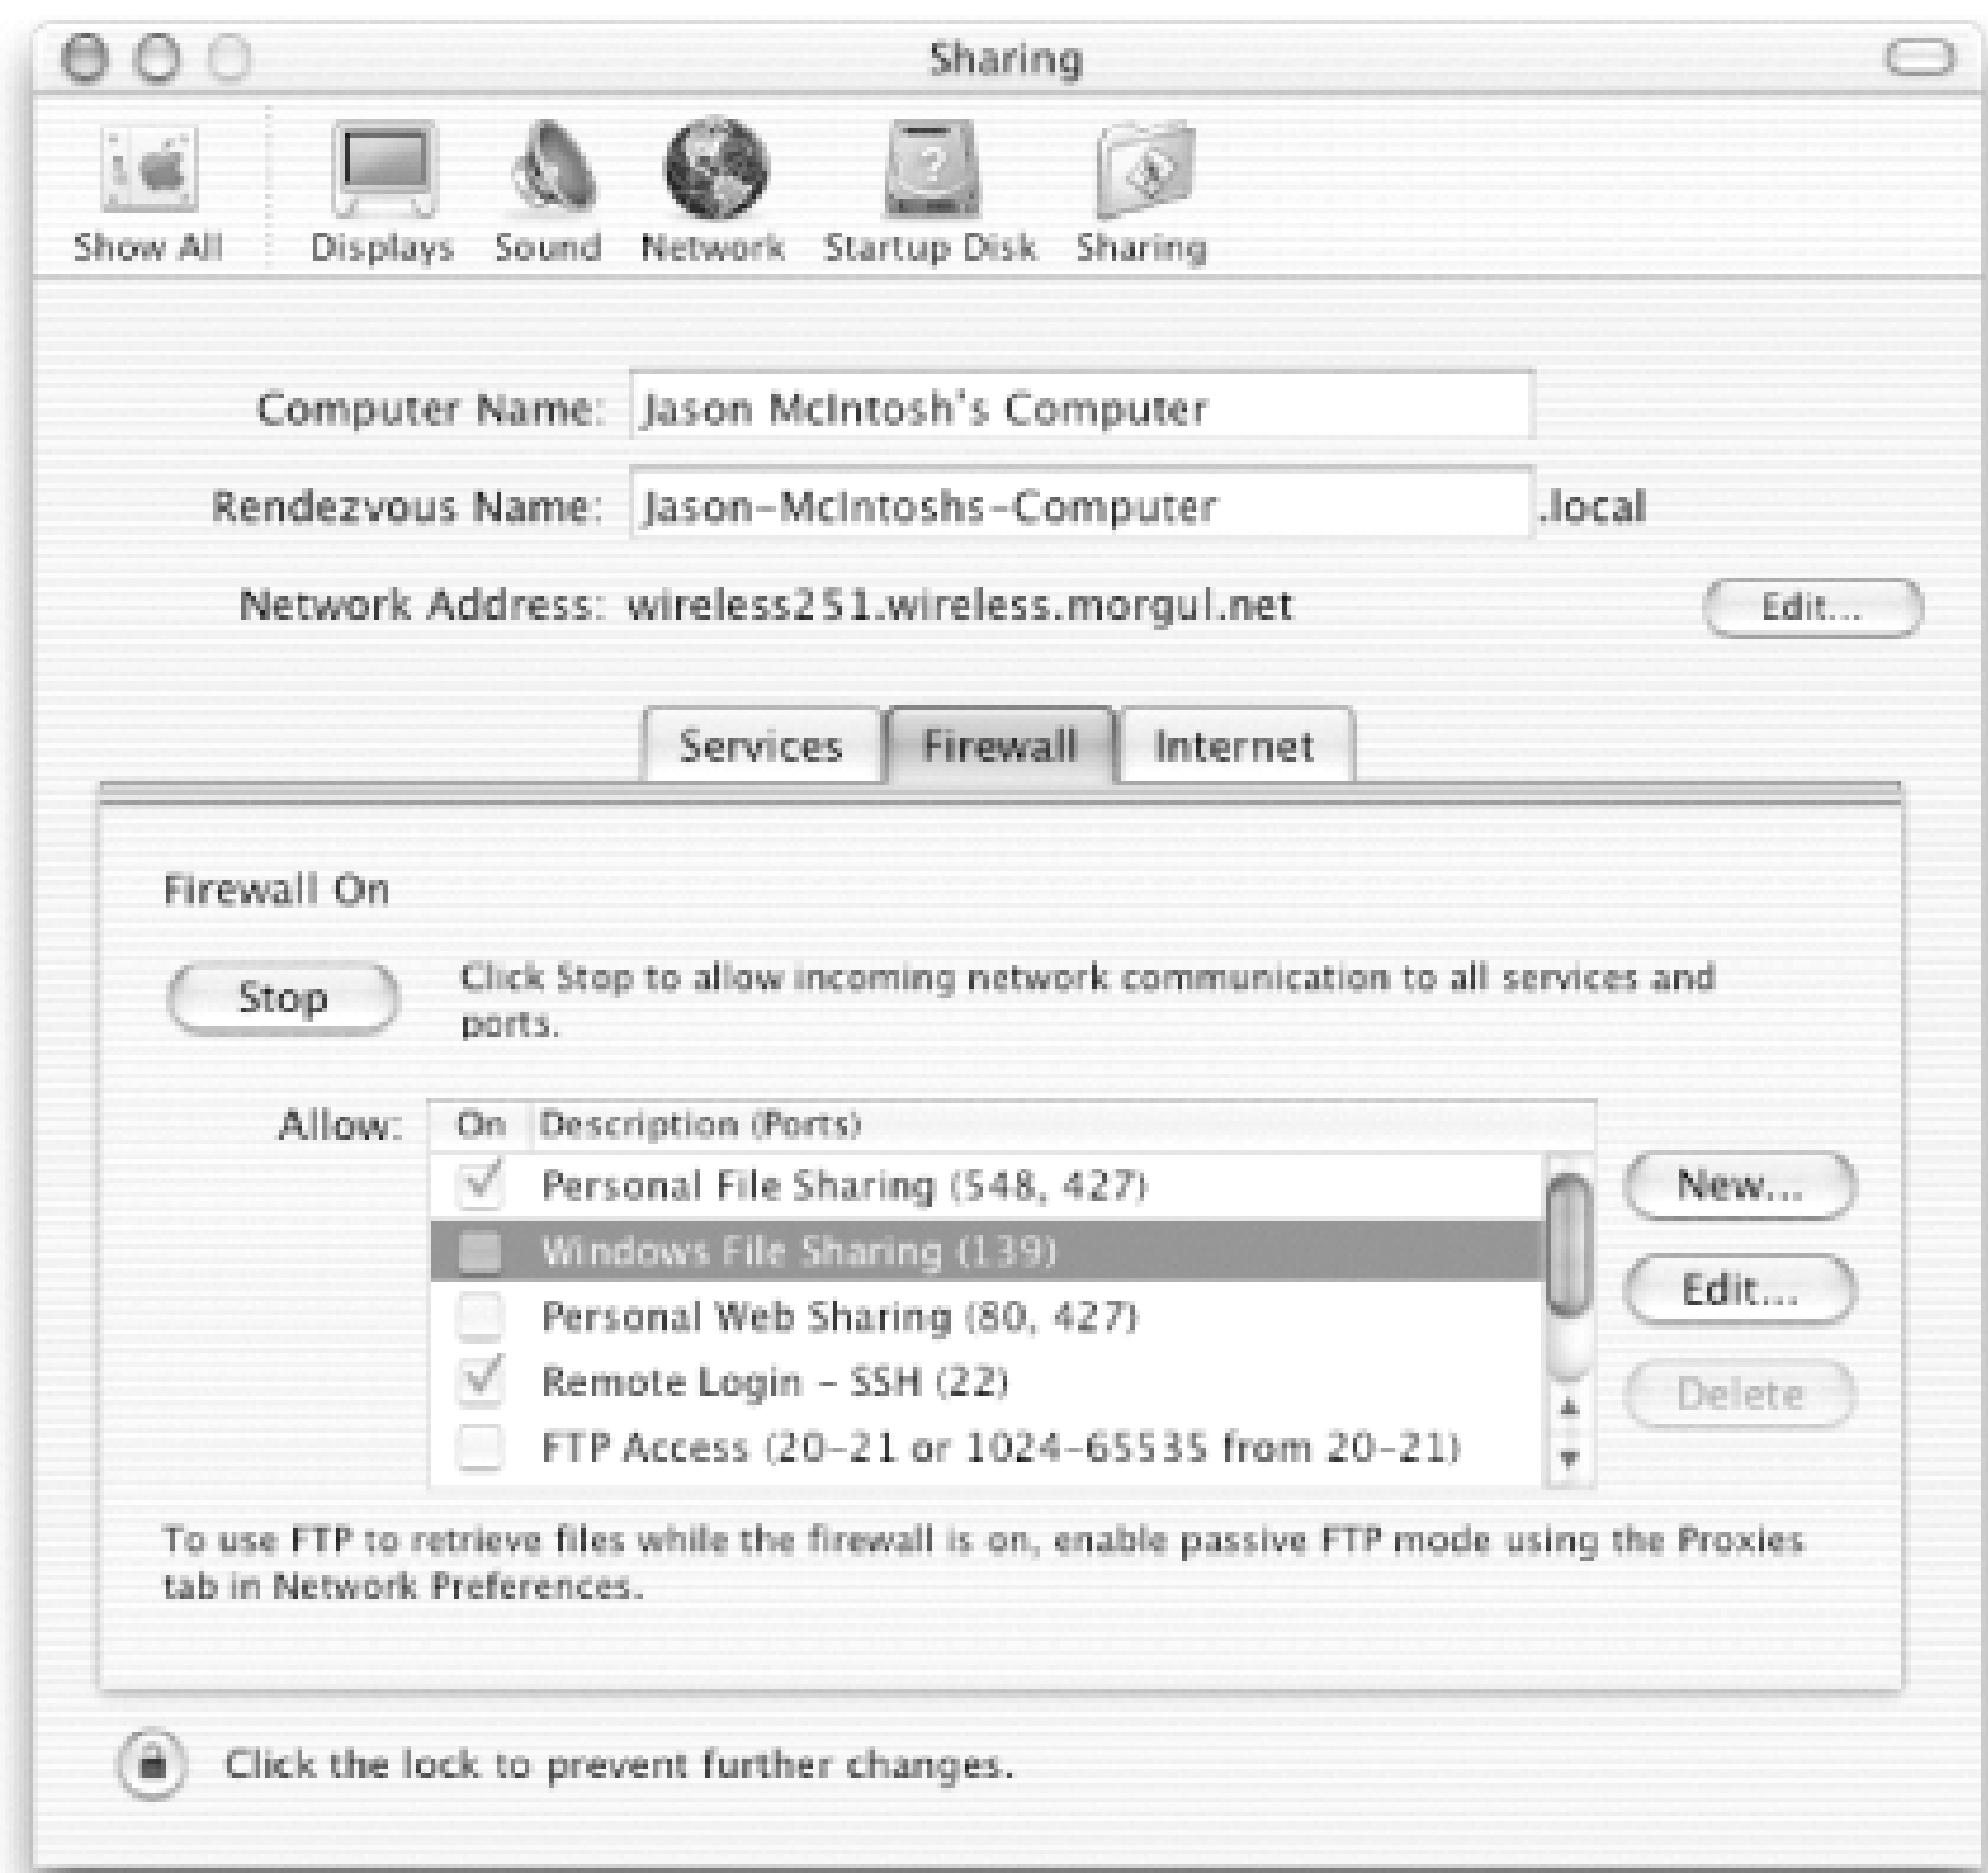 Sharing
Show All
Displays
Sound
Network
Startup Disk
Sharing
Computer Name: Jason McIntosh's Computer
Rendezvous Name: Jason-McIntoshs-Computer .local
Network Address: wireless251.wireless.morgul.net Edit...
Services Firewall Internet
Firewall On
Stop
Click Stop to allow incoming network communication to all services and
ports.
Allow:
On Description (Ports)
Personal File Sharing (548, 427)
Windows File Sharing (139)
Personal Web Sharing (80, 427)
Remote Login - SSH (22)
FTP Access (20-21 or 1024-65535 from 20-21)
New...
Edit...
Delete
To use FTP to retrieve files while the firewall is on, enable passive FTP mode using the Proxies
tab in Network Preferences.
Click the lock to prevent further changes.